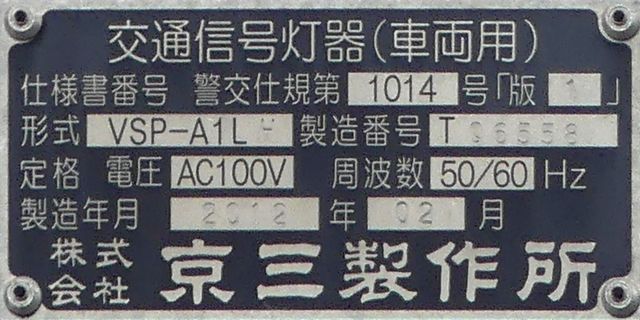 交通信号灯器(車両用)
仕様書番号 警交仕規第 1014 号「版 1 」
形式 VSP-A1L H 製造番号 T 06558
定格 電圧 AC100V 周波数 50/60 Hz
製造年月 2012 年 02 月
株式会社 京三製作所